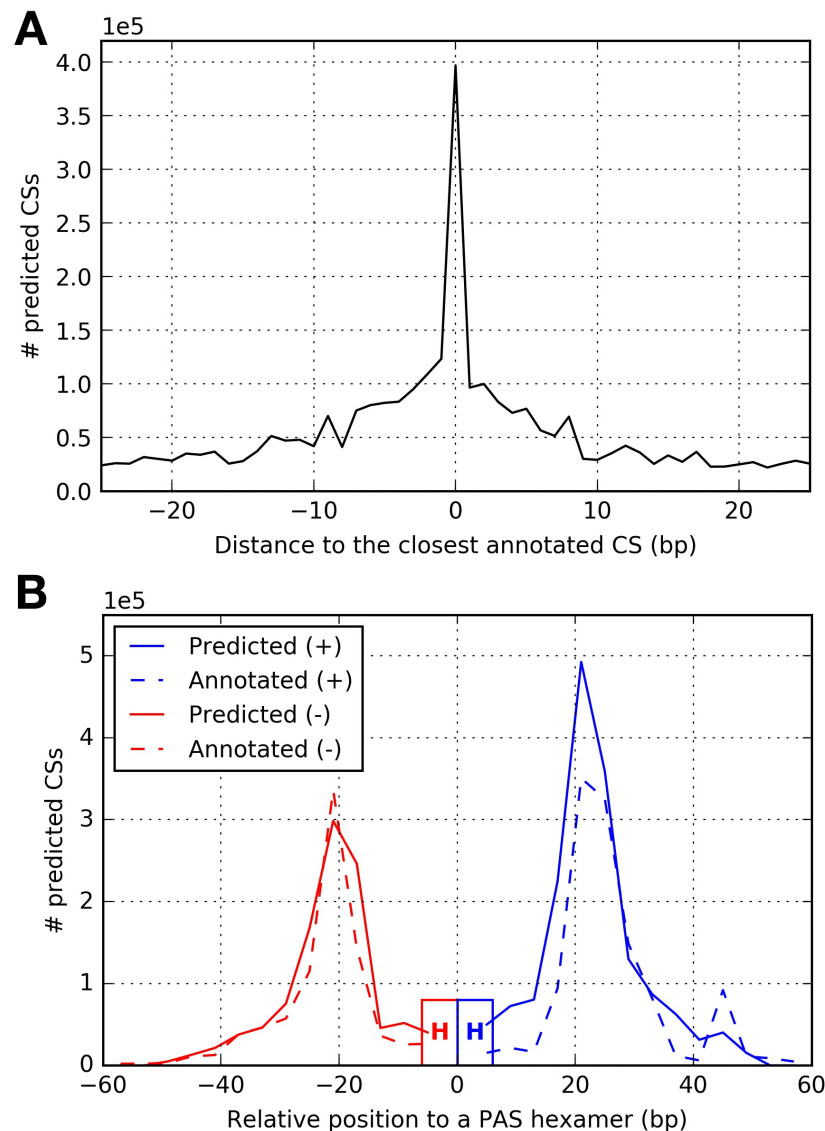 A
1e5
4.0
3.5
3.0
2.5
2.0
1.5
1.0
0.5
0.0
# predicted CSs
−20 −10 0 10 20
Distance to the closest annotated CS (bp)
B
1e5
Predicted (+)
Annotated (+)
Predicted (-)
Annotated (-)
5
4
3
2
1
0
# predicted CSs
H H
−60 −40 −20 0 20 40 60
Relative position to a PAS hexamer (bp)